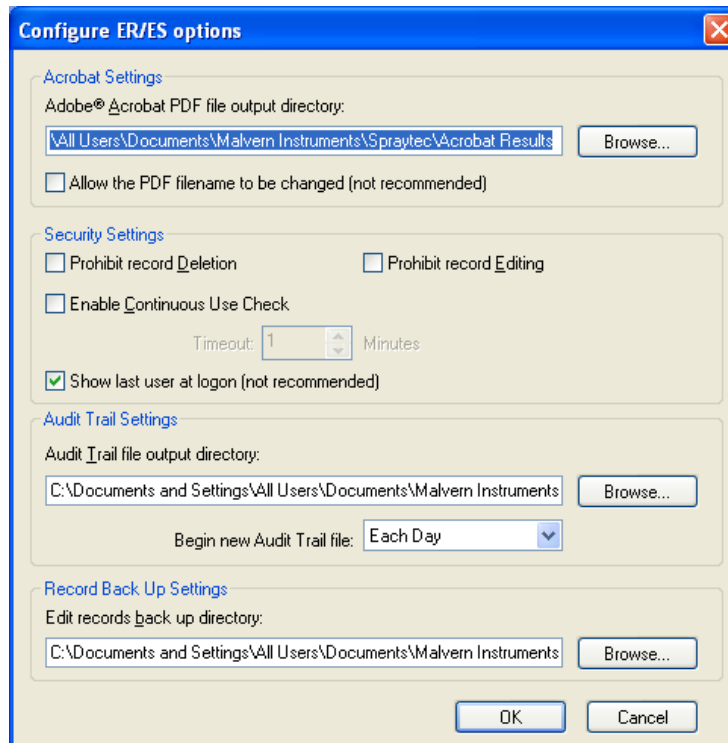 Configure ER/ES options
Acrobat Settings
Adobe® Acrobat PDF file output directory:
\All Users\Documents\Malvern Instruments\Spraytec\Acrobat Results
Browse...
Allow the PDF filename to be changed (not recommended)
Security Settings
Prohibit record Deletion
Prohibit record Editing
Enable Continuous Use Check
Timeout: 1 Minutes
Show last user at logon (not recommended)
Audit Trail Settings
Audit Trail file output directory:
C:\Documents and Settings\All Users\Documents\Malvern Instruments
Browse...
Begin new Audit Trail file: Each Day
Record Back Up Settings
Edit records back up directory:
C:\Documents and Settings\All Users\Documents\Malvern Instruments
Browse...
OK
Cancel